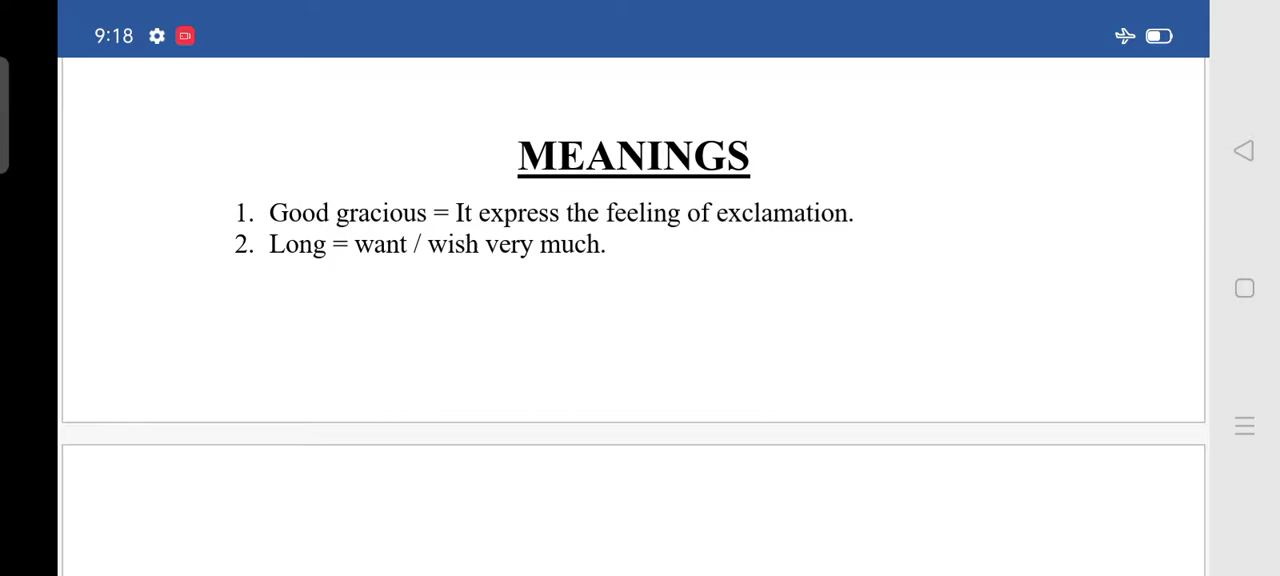 9:18
MEANINGS
1. Good gracious = It express the feeling of exclamation.
2. Long = want / wish very much.